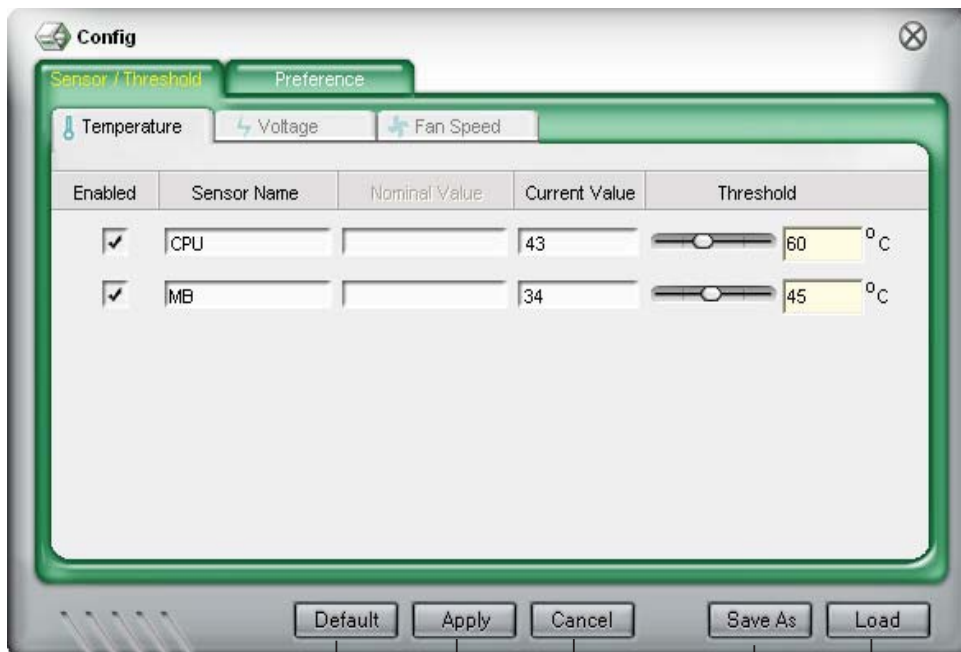 Config
Sensor / Threshold Preference
Temperature Voltage Fan Speed
Enabled Sensor Name Nominal Value Current Value Threshold
CPU 43 60 °C
MB 34 45 °C
Default Apply Cancel Save As Load